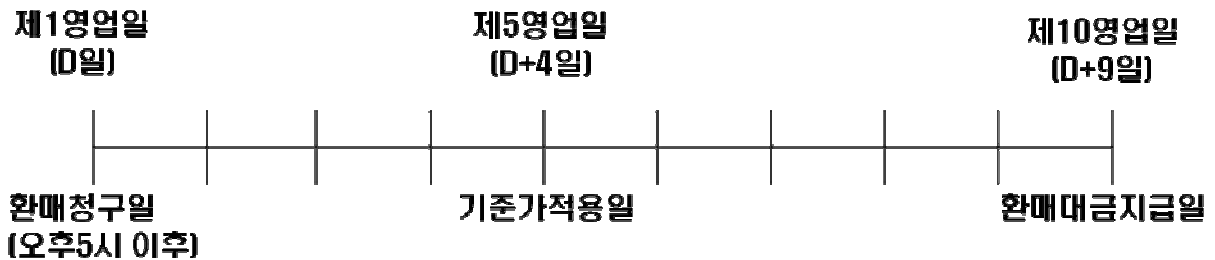 제1영업일
(D일)
제5영업일
(D+4일)
제10영업일
(D+9일)
환매청구일
(오후5시 이후)
기준가적용일
환매대금지급일